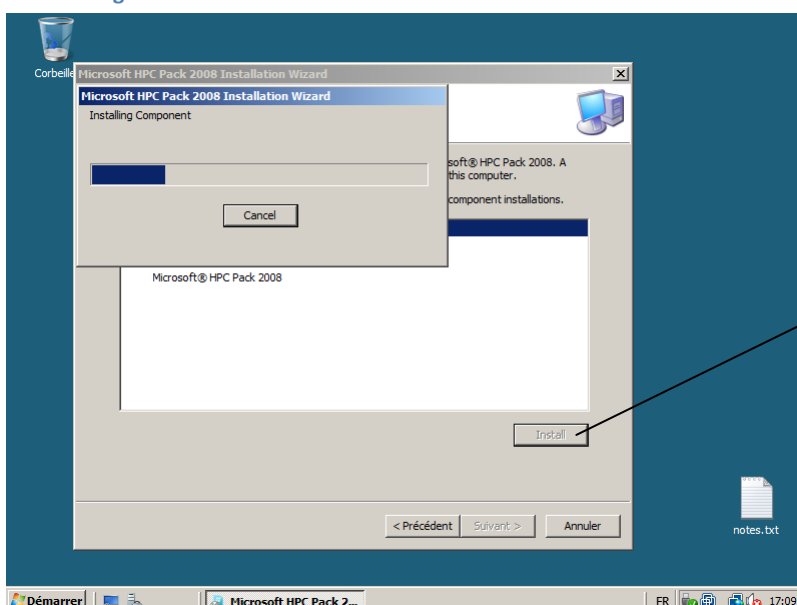 Corbeille
Microsoft HPC Pack 2008 Installation Wizard
Microsoft HPC Pack 2008 Installation Wizard
Installing Component
soft® HPC Pack 2008. A
this computer.
component installations.
Cancel
Microsoft® HPC Pack 2008
Install
< Précédent
Suivant >
Annuler
notes.txt
Démarrer
Microsoft HPC Pack 2...
FR
17:09